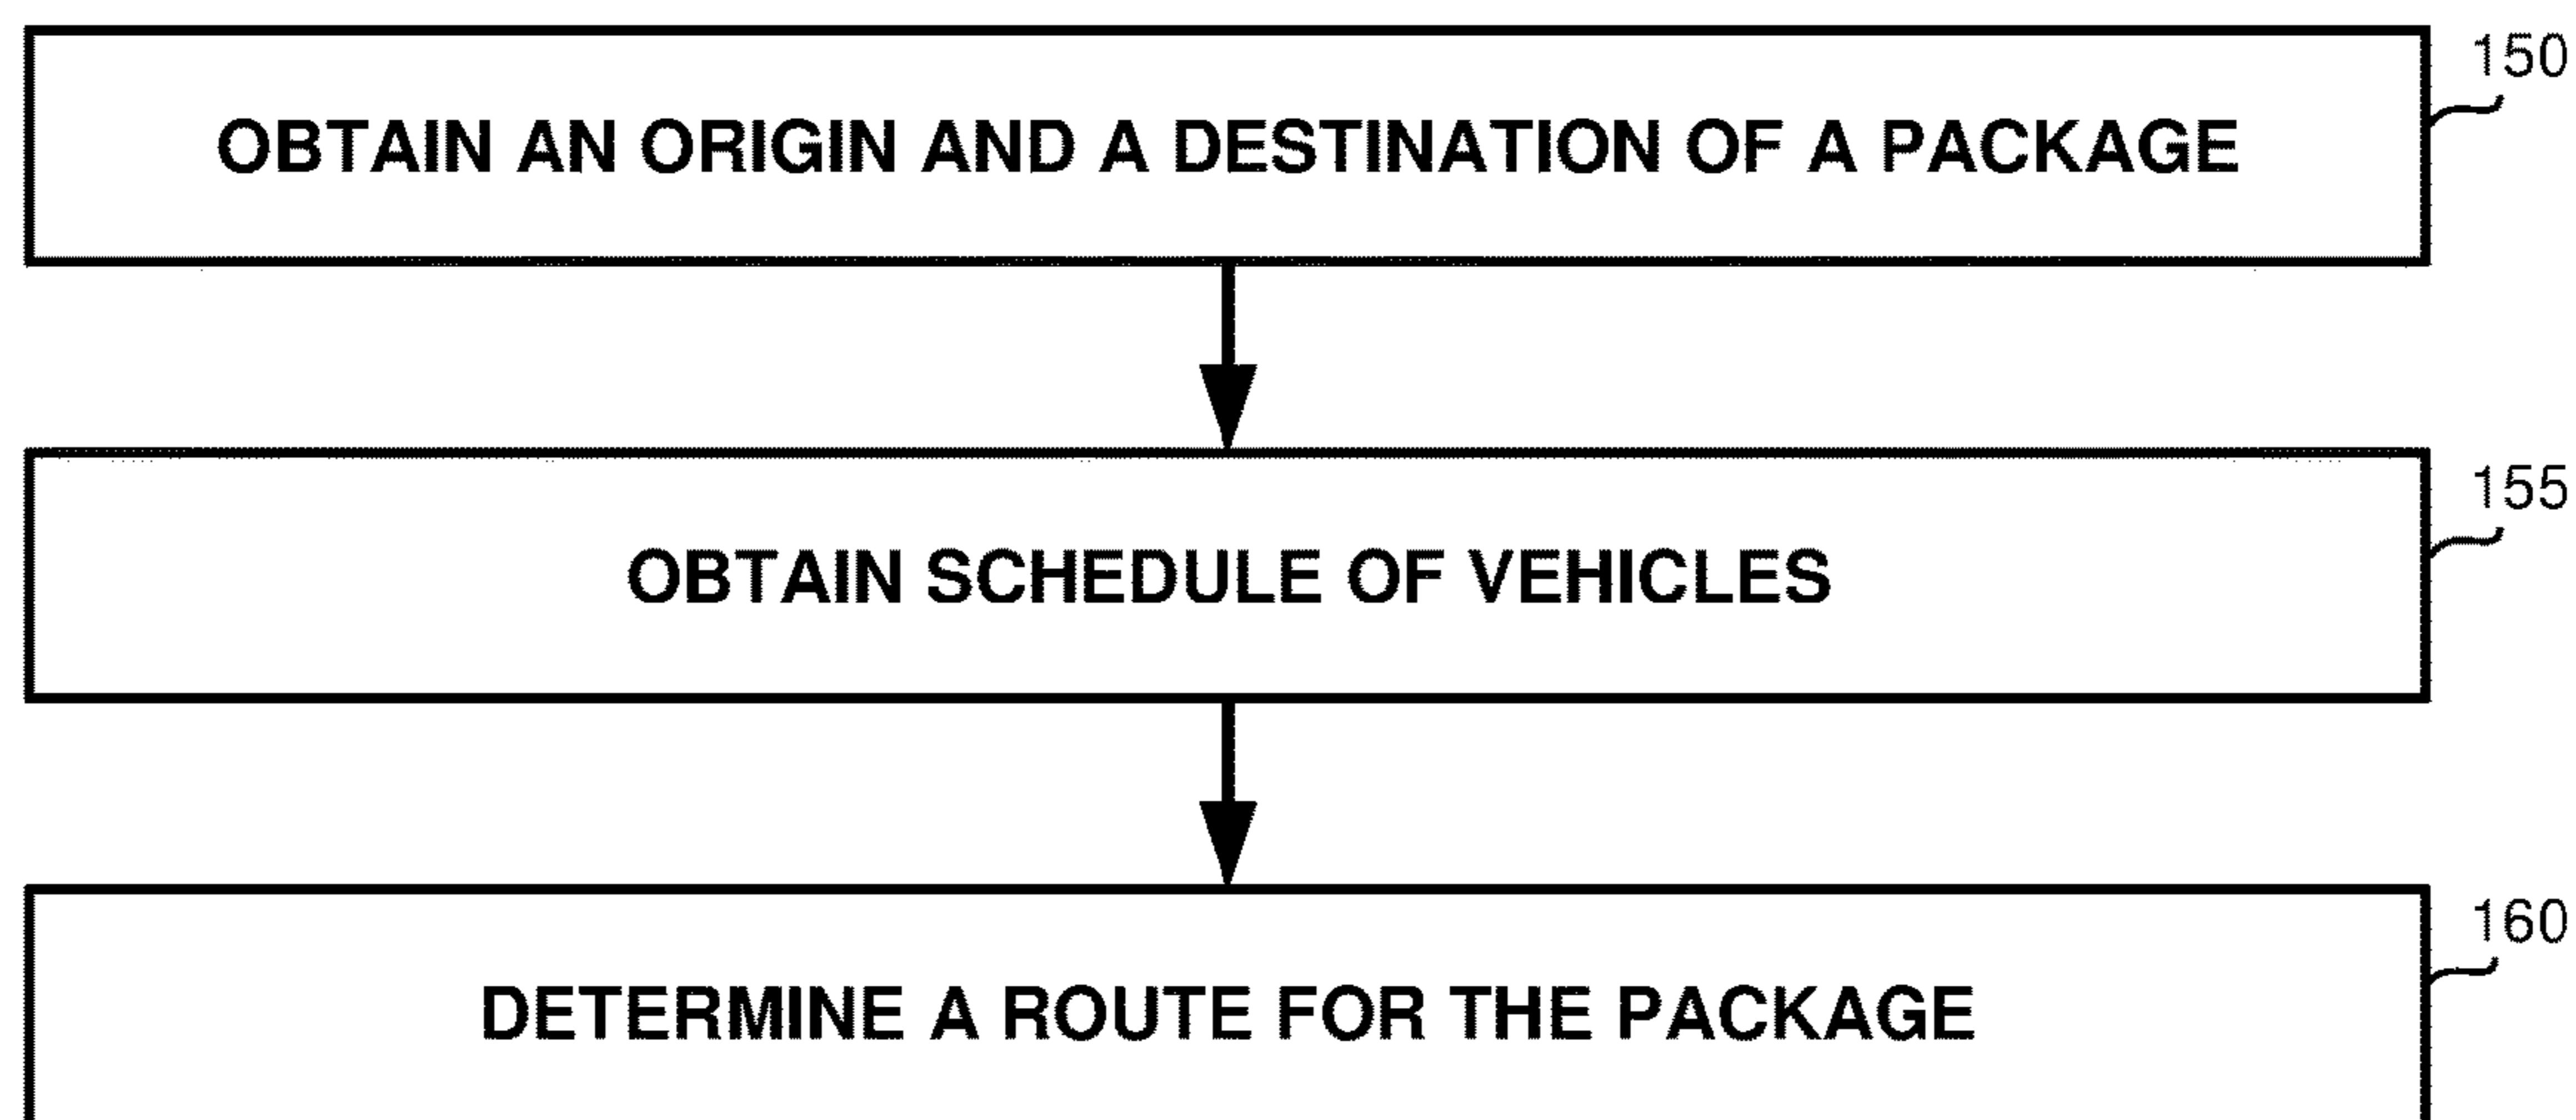 150
OBTAIN AN ORIGIN AND A DESTINATION OF A PACKAGE
155
OBTAIN SCHEDULE OF VEHICLES
160
DETERMINE A ROUTE FOR THE PACKAGE